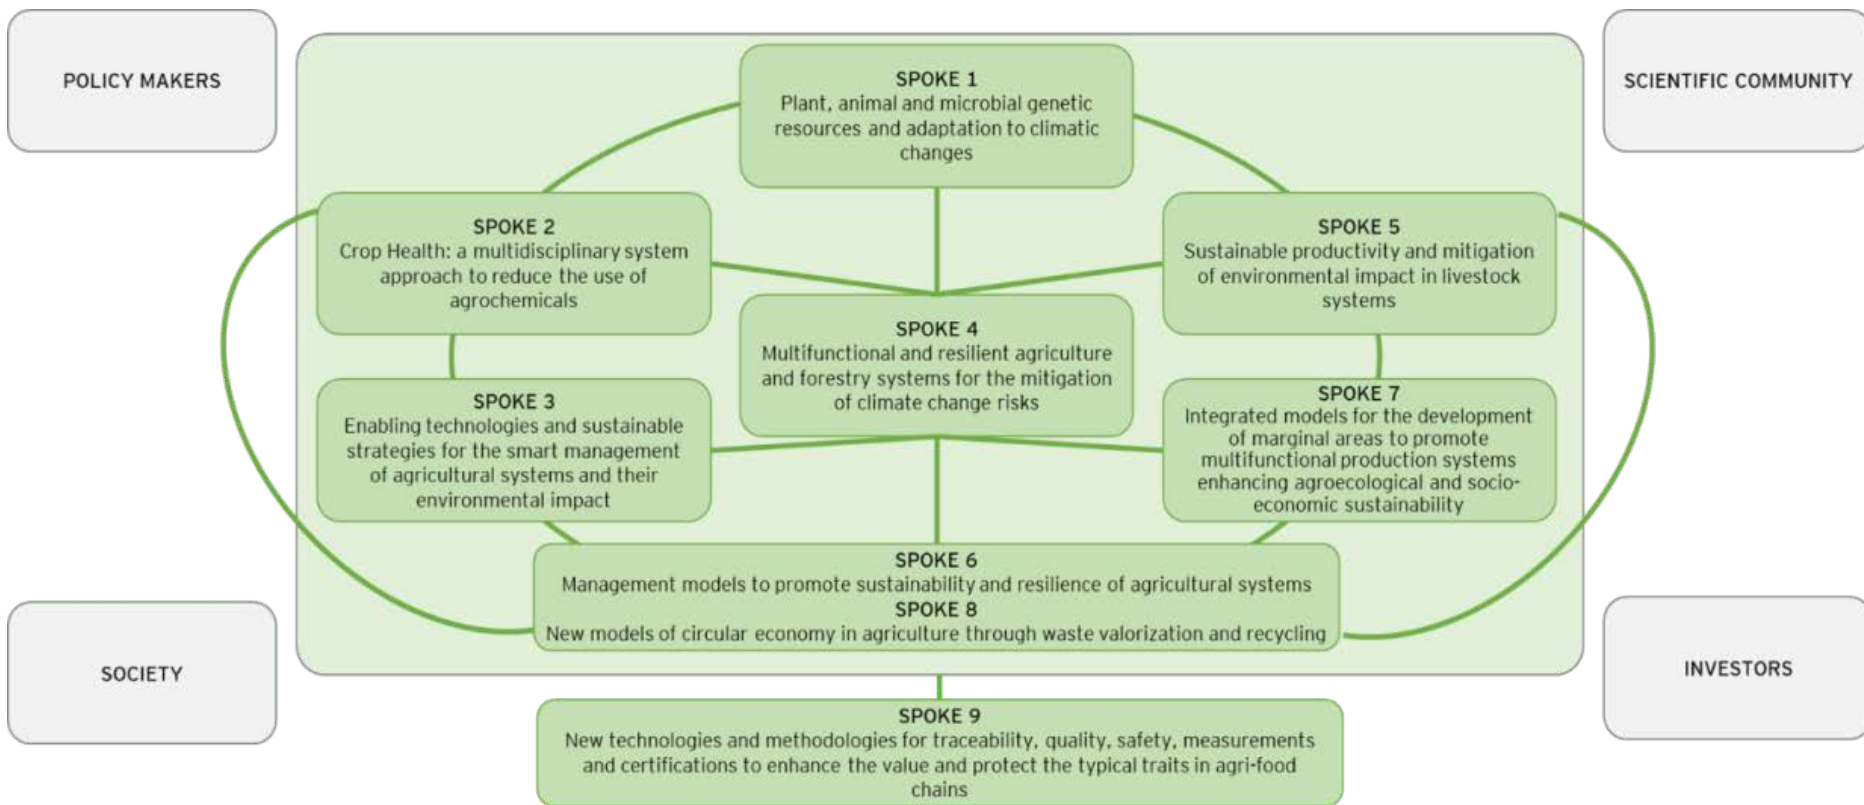 POLICY MAKERS
SCIENTIFIC COMMUNITY
SPOKE 1
Plant, animal and microbial genetic
resources and adaptation to climatic
changes
SPOKE 2
Crop Health: a multidisciplinary system
approach to reduce the use of
agrochemicals
SPOKE 5
Sustainable productivity and mitigation
of environmental impact in livestock
systems
SPOKE 4
Multifunctional and resilient agriculture
and forestry systems for the mitigation
of climate change risks
SPOKE 3
Enabling technologies and sustainable
strategies for the smart management
of agricultural systems and their
environmental impact
SPOKE 7
Integrated models for the development
of marginal areas to promote
multifunctional production systems
enhancing agroecological and socio-
economic sustainability
SPOKE 6
Management models to promote sustainability and resilience of agricultural systems
SPOKE 8
New models of circular economy in agriculture through waste valorization and recycling
SOCIETY
INVESTORS
SPOKE 9
New technologies and methodologies for traceability, quality, safety, measurements
and certifications to enhance the value and protect the typical traits in agri-food
chains